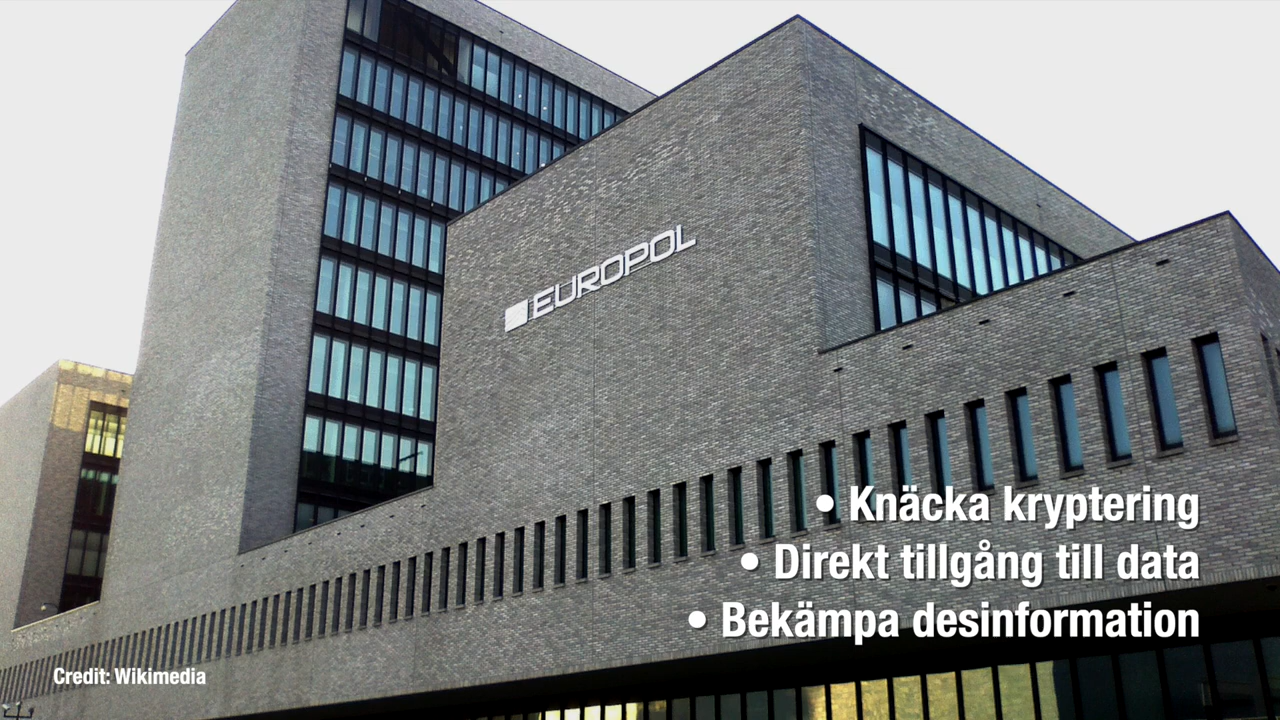 EUROPOL
• Knäcka kryptering
• Direkt tillgång till data
• Bekämpa desinformation
Credit: Wikimedia